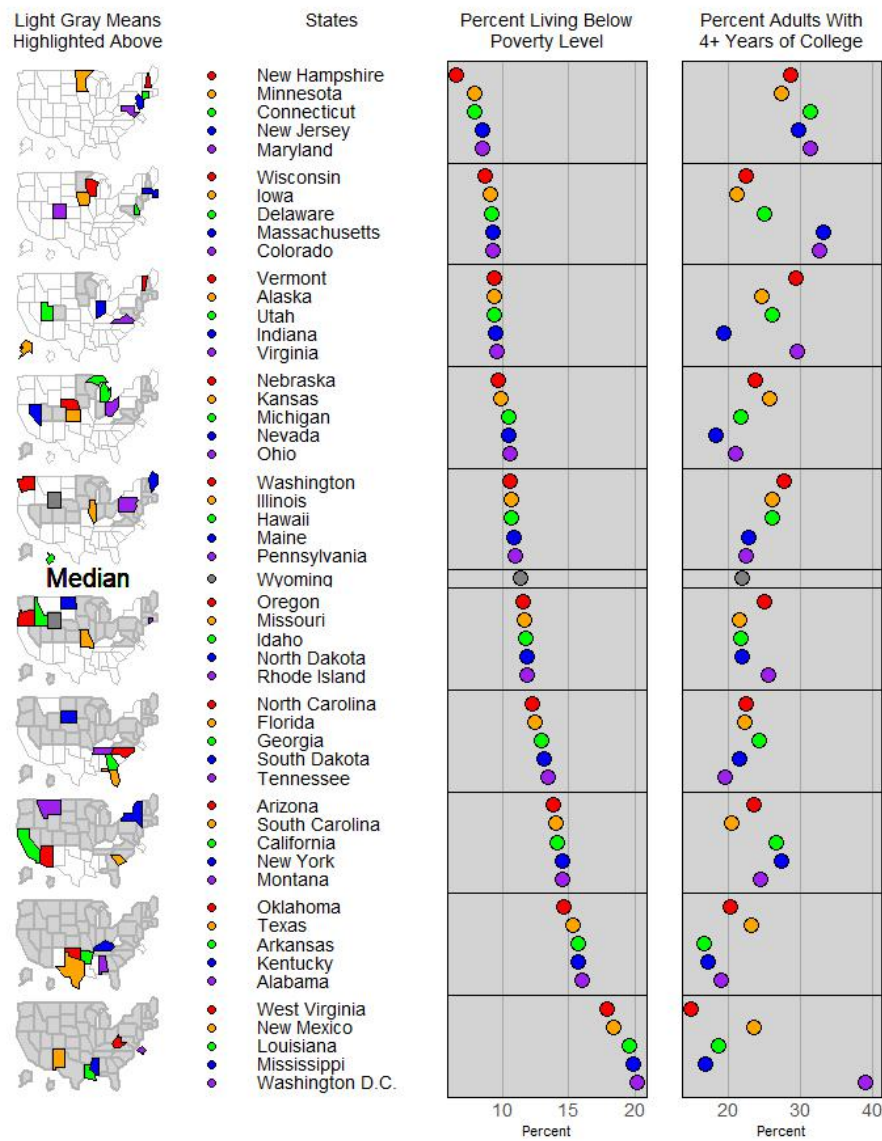 Light Gray Means
Highlighted Above
States
Percent Living Below
Poverty Level
Percent Adults With
4+ Years of College
New Hampshire
Minnesota
Connecticut
New Jersey
Maryland
Wisconsin
Iowa
Delaware
Massachusetts
Colorado
Vermont
Alaska
Utah
Indiana
Virginia
Nebraska
Kansas
Michigan
Nevada
Ohio
Washington
Illinois
Hawaii
Maine
Pennsylvania
Median
Wyoming
Oregon
Missouri
Idaho
North Dakota
Rhode Island
North Carolina
Florida
Georgia
South Dakota
Tennessee
Arizona
South Carolina
California
New York
Montana
Oklahoma
Texas
Arkansas
Kentucky
Alabama
West Virginia
New Mexico
Louisiana
Mississippi
Washington D.C.
10 15 20
20 30 40
Percent
Percent